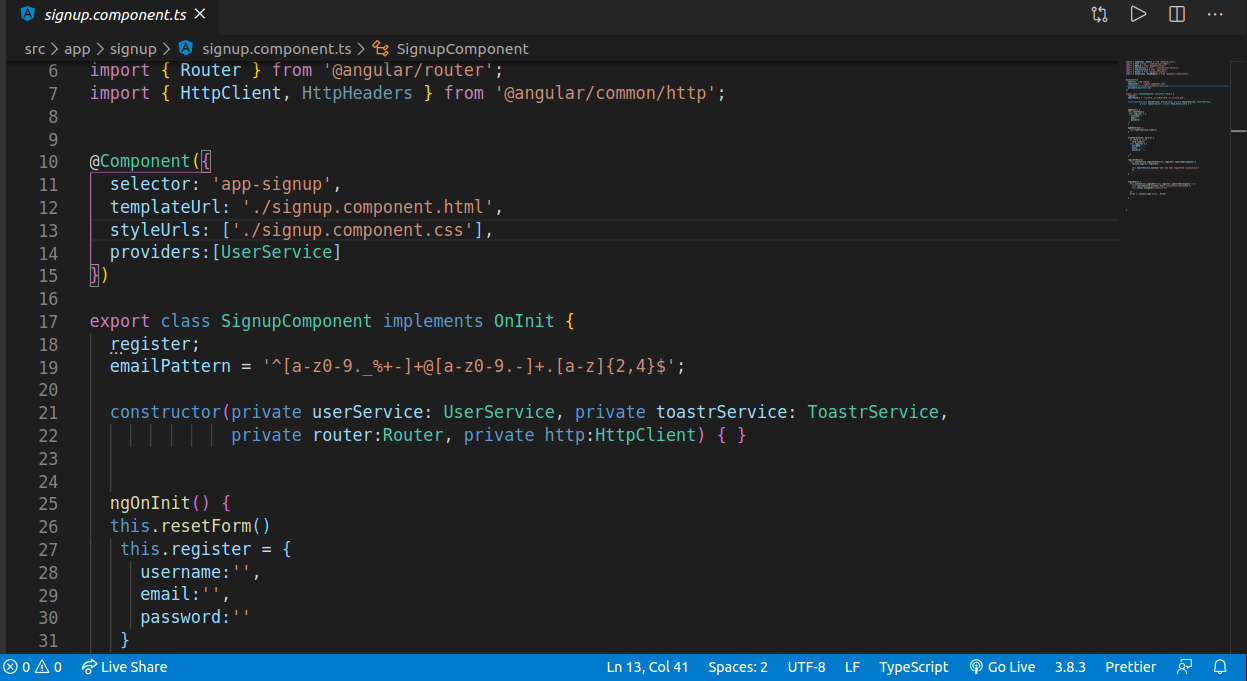 signup.component.ts
src > app > signup > signup.component.ts > SignupComponent
6 import { Router } from '@angular/router';
7 import { HttpClient, HttpHeaders } from '@angular/common/http';
8
9
10 @Component({
11 selector: 'app-signup',
12 templateUrl: './signup.component.html',
13 styleUrls: ['./signup.component.css'],
14 providers:[UserService]
15 })
16
17 export class SignupComponent implements OnInit {
18 register;
19 emailPattern = '^[a-z0-9._%+-]+@[a-z0-9.-]+.[a-z]{2,4}$';
20
21 constructor(private userService: UserService, private toastrService: ToastrService,
22 private router:Router, private http:HttpClient) { }
23
24
25 ngOnInit() {
26 this.resetForm()
27 this.register = {
28 username:'',
29 email:'',
30 password:''
31 }
0 0 Live Share Ln 13, Col 41 Spaces: 2 UTF-8 LF TypeScript Go Live 3.8.3 Prettier